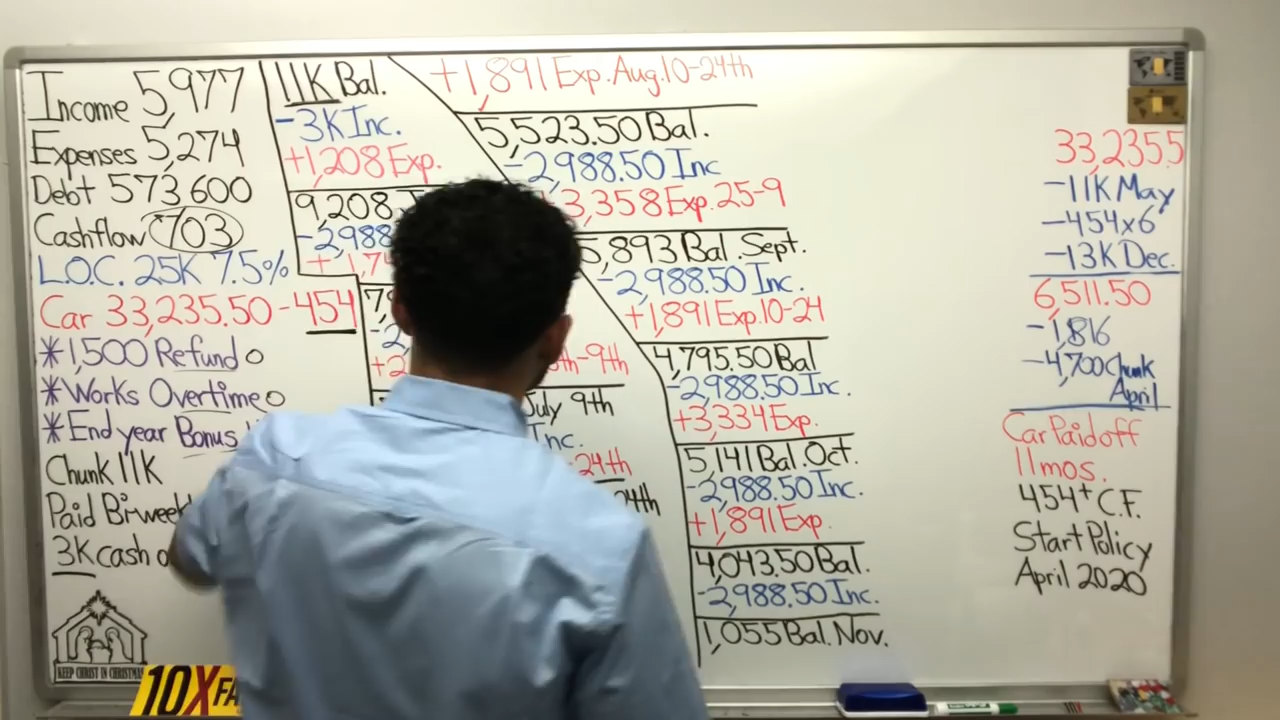 Income 5,977
Expenses 5,274
Debt 573,600
Cashflow 703
L.O.C. 25K 7.5%
Car 33,235.50 - 454
*1,500 Refund
*Works Overtime
*End year Bonus
Chunk 11K
Paid
3K cash
KEEP CHRIST IN CHRISTMAS
10X
11K Bal.
-3K Inc.
+1,208 Exp.
9,208
-2988
+1,891 Exp. Aug. 10-24th
5,523.50 Bal.
-2,988.50 Inc
3,358 Exp. 25-9
5,893 Bal. Sept.
-2,988.50 Inc.
+1,891 Exp. 10-24
4,795.50 Bal
-2,988.50 Inc.
+3,334 Exp.
5,141 Bal. Oct.
-2,988.50 Inc.
+1,891 Exp.
4,043.50 Bal.
-2,988.50 Inc.
1,055 Bal. Nov.
th-9th
July 9th
Inc.
-24th
33,235.5
-11K May
-454x6
-13K Dec.
6,511.50
-1,816
-4,700 Chunk
April
Car Paid off
11mos.
454+ C.F.
Start Policy
April 2020